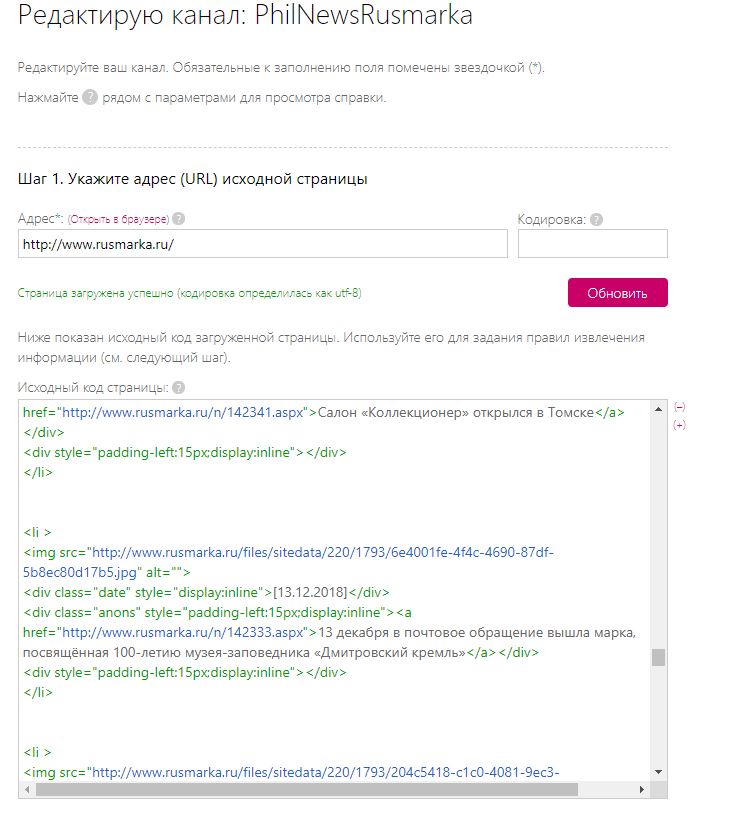 Редактирую канал: PhilNewsRusmarka
Редактируйте ваш канал. Обязательные к заполнению поля помечены звездочкой (*).
Нажмайте ? рядом с параметрами для просмотра справки.
Шаг 1. Укажите адрес (URL) исходной страницы
Адрес*: (Открыть в браузере) ?
Кодировка: ?
http://www.rusmarka.ru/
Страница загружена успешно (кодировка определилась как utf-8)
Обновить
Ниже показан исходный код загруженной страницы. Используйте его для задания правил извлечения
информации (см. следующий шаг).
Исходный код страницы: ?
href="http://www.rusmarka.ru/n/142341.aspx">Салон «Коллекционер» открылся в Томске</a>
</div>
<div style="padding-left:15px;display:inline"></div>
</li>
<li >
<img src="http://www.rusmarka.ru/files/sitedata/220/1793/6e4001fe-4f4c-4690-87df-
5b8ec80d17b5.jpg" alt="">
<div class="date" style="display:inline">[13.12.2018]</div>
<div class="anons" style="padding-left:15px;display:inline"><a
href="http://www.rusmarka.ru/n/142333.aspx">13 декабря в почтовое обращение вышла марка,
посвящённая 100-летию музея-заповедника «Дмитровский кремль»</a></div>
<div style="padding-left:15px;display:inline"></div>
</li>
<li >
<img src="http://www.rusmarka.ru/files/sitedata/220/1793/204c5418-c1c0-4081-9ec3-
(–)
(+)